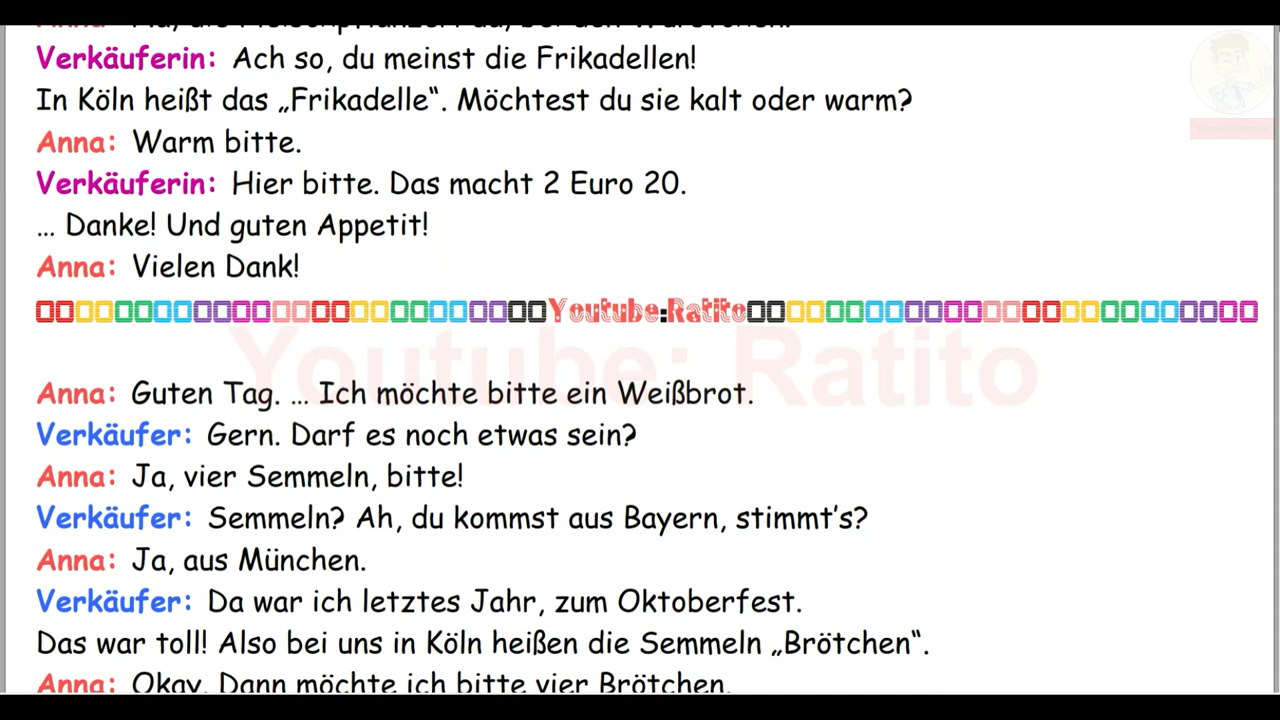 Verkäuferin: Ach so, du meinst die Frikadellen!
In Köln heißt das „Frikadelle“. Möchtest du sie kalt oder warm?
Anna: Warm bitte.
Verkäuferin: Hier bitte. Das macht 2 Euro 20.
… Danke! Und guten Appetit!
Anna: Vielen Dank!
Youtube:Ratito
Youtube: Ratito
Anna: Guten Tag. … Ich möchte bitte ein Weißbrot.
Verkäufer: Gern. Darf es noch etwas sein?
Anna: Ja, vier Semmeln, bitte!
Verkäufer: Semmeln? Ah, du kommst aus Bayern, stimmt’s?
Anna: Ja, aus München.
Verkäufer: Da war ich letztes Jahr, zum Oktoberfest.
Das war toll! Also bei uns in Köln heißen die Semmeln „Brötchen“.
Anna: Okay. Dann möchte ich bitte vier Brötchen.